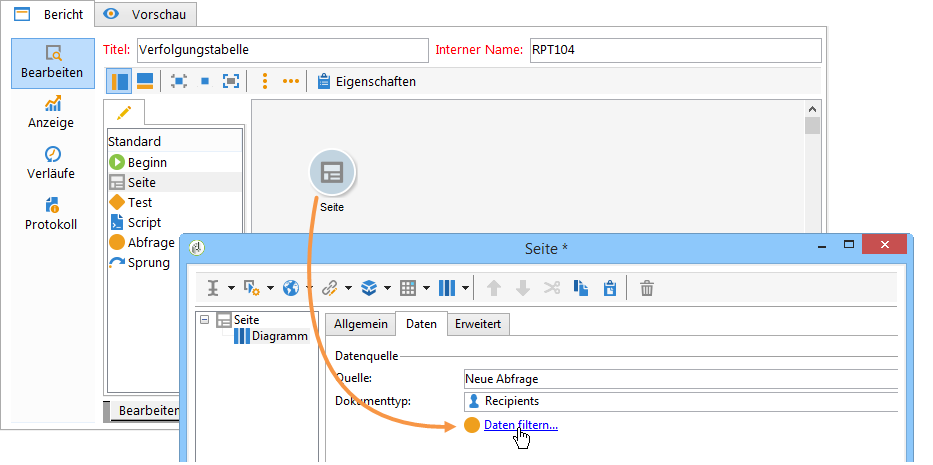 Bericht
Vorschau
Bearbeiten
Anzeige
Verläufe
Protokoll
Titel: Verfolgungstabelle Interner Name: RPT104
Eigenschaften
Standard
Beginn
Seite
Test
Script
Abfrage
Sprung
Bearbeiten
Seite
Seite *
Seite
Diagramm
Allgemein Daten Erweitert
Datenquelle
Quelle: Neue Abfrage
Dokumenttyp: Recipients
Daten filtern...